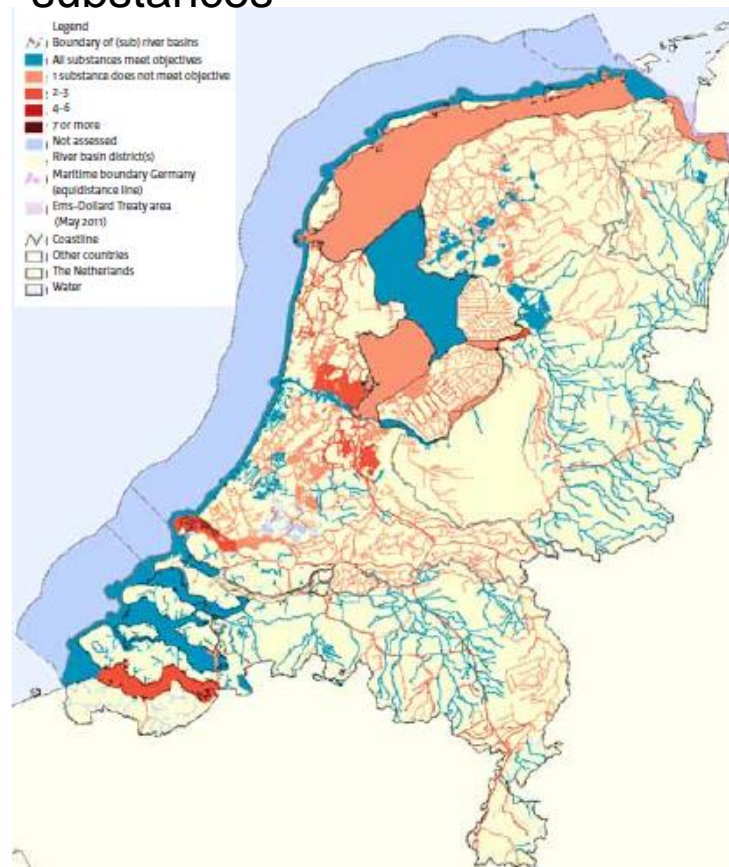 substances
Legend
Boundary of (sub) river basins
All substances meet objectives
1 substance does not meet objective
2-3
4-6
7 or more
Not assessed
River basin district(s)
Maritime boundary Germany
(equidistance line)
Ems-Dollard Treaty area
(May 2011)
Coastline
Other countries
The Netherlands
Water